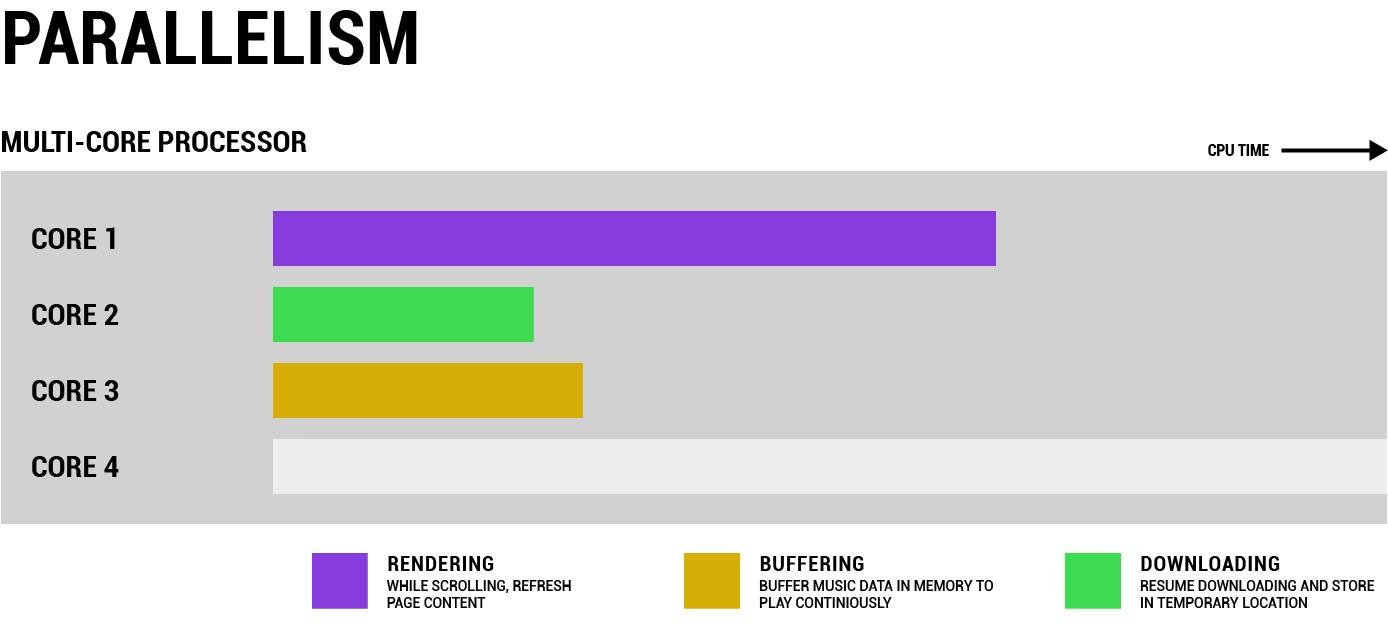 PARALLELISM
MULTI-CORE PROCESSOR
CPU TIME
CORE 1
CORE 2
CORE 3
CORE 4
RENDERING
WHILE SCROLLING, REFRESH
PAGE CONTENT
BUFFERING
BUFFER MUSIC DATA IN MEMORY TO
PLAY CONTINIOUSLY
DOWNLOADING
RESUME DOWNLOADING AND STORE
IN TEMPORARY LOCATION